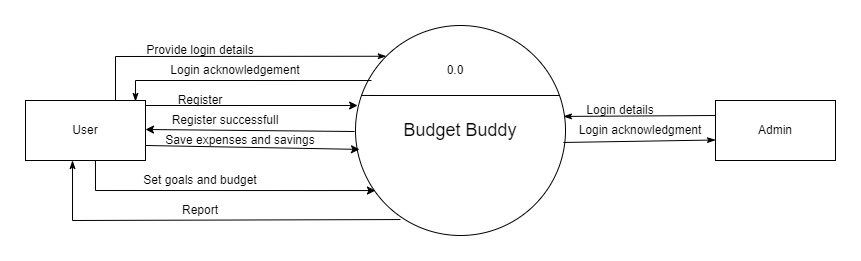 Provide login details
Login acknowledgement
0.0
Register
Login details
Register successfull
User
Budget Buddy
Login acknowledgment
Admin
Save expenses and savings
Set goals and budget
Report